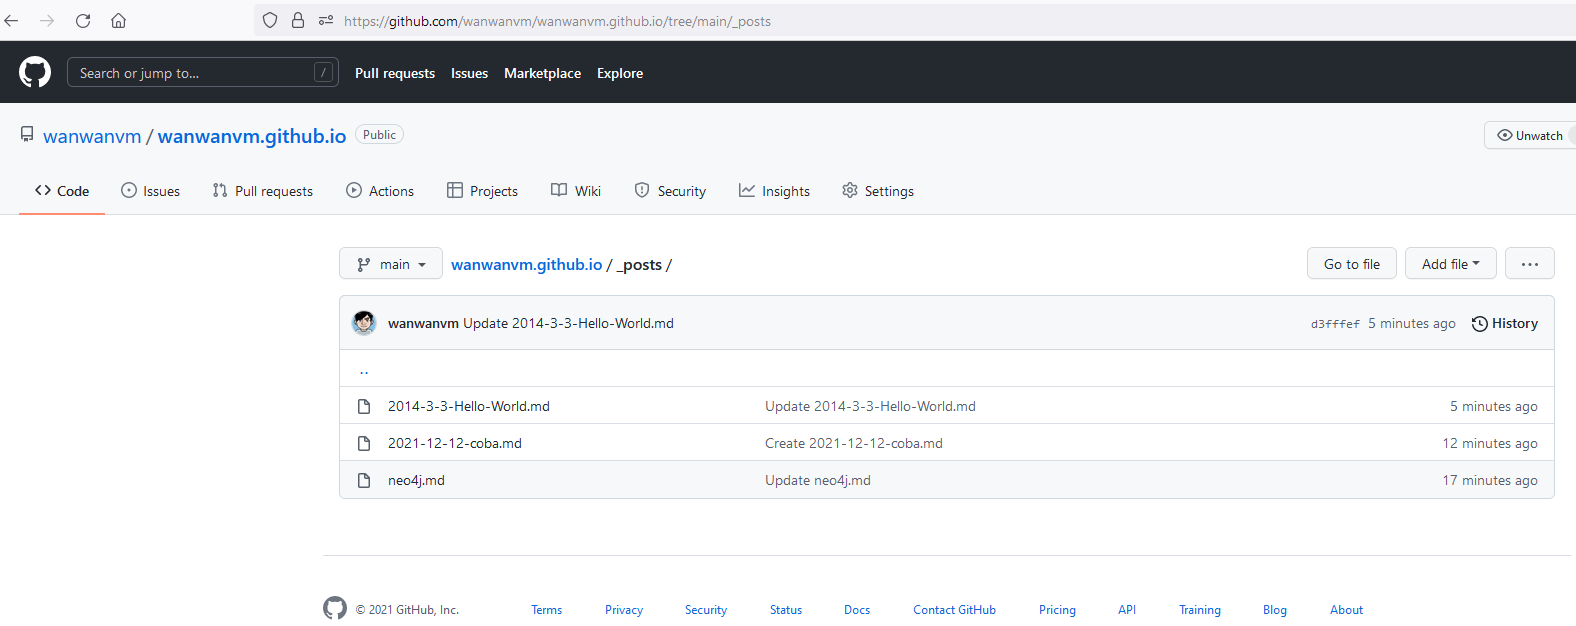 https://github.com/wanwanvm/wanwanvm.github.io/tree/main/_posts
Search or jump to... / Pull requests Issues Marketplace Explore
wanwanvm / wanwanvm.github.io Public Unwatch
Code Issues Pull requests Actions Projects Wiki Security Insights Settings
main wanwanvm.github.io / _posts / Go to file Add file ...
wanwanvm Update 2014-3-3-Hello-World.md d3fffef 5 minutes ago History
..
2014-3-3-Hello-World.md Update 2014-3-3-Hello-World.md 5 minutes ago
2021-12-12-coba.md Create 2021-12-12-coba.md 12 minutes ago
neo4j.md Update neo4j.md 17 minutes ago
© 2021 GitHub, Inc. Terms Privacy Security Status Docs Contact GitHub Pricing API Training Blog About